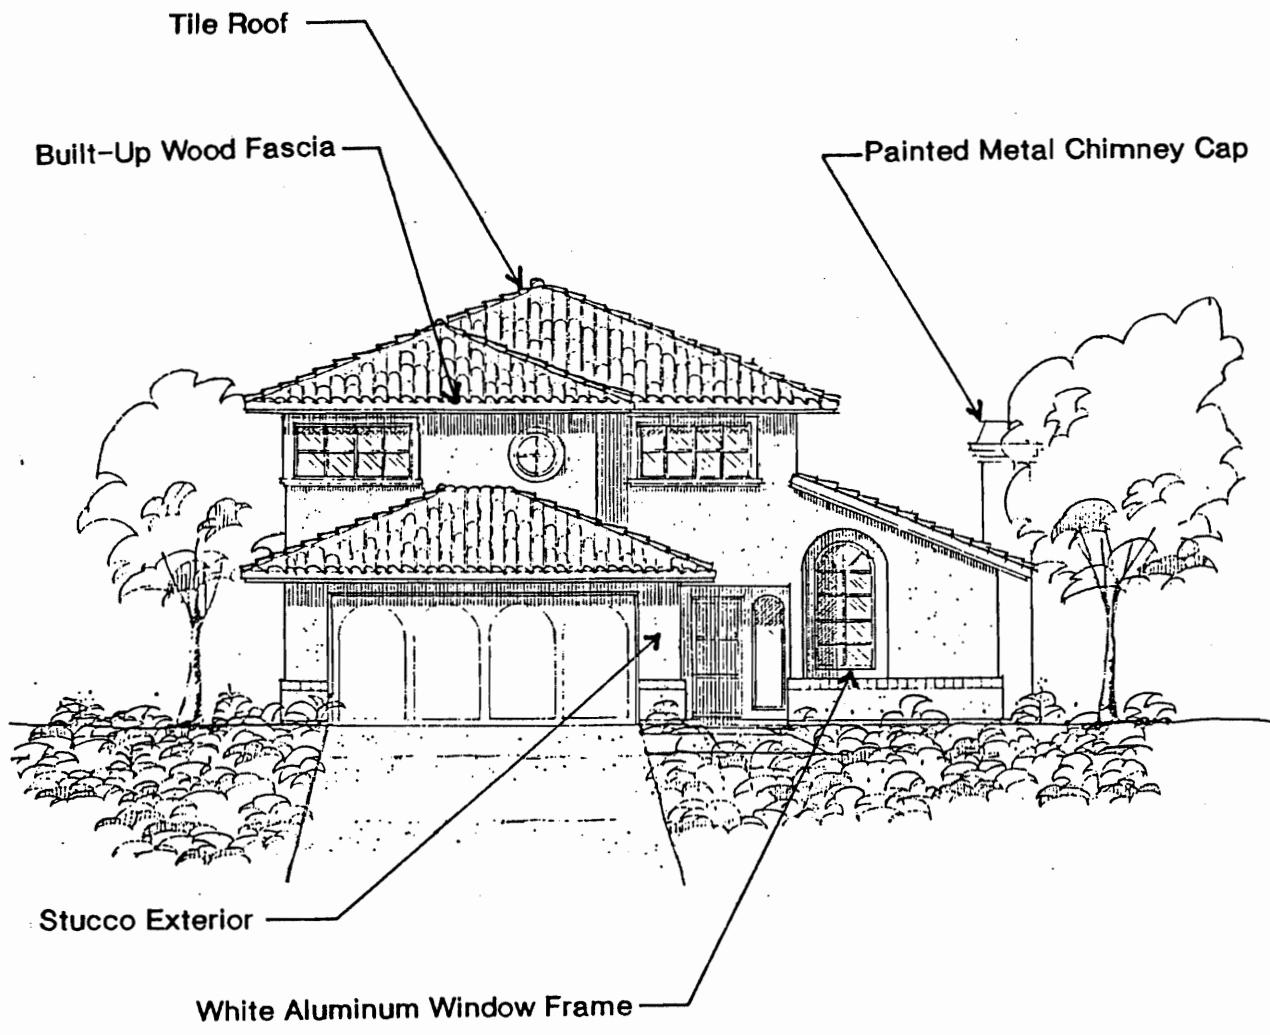 Tile Roof
Built-Up Wood Fascia
Painted Metal Chimney Cap
Stucco Exterior
White Aluminum Window Frame